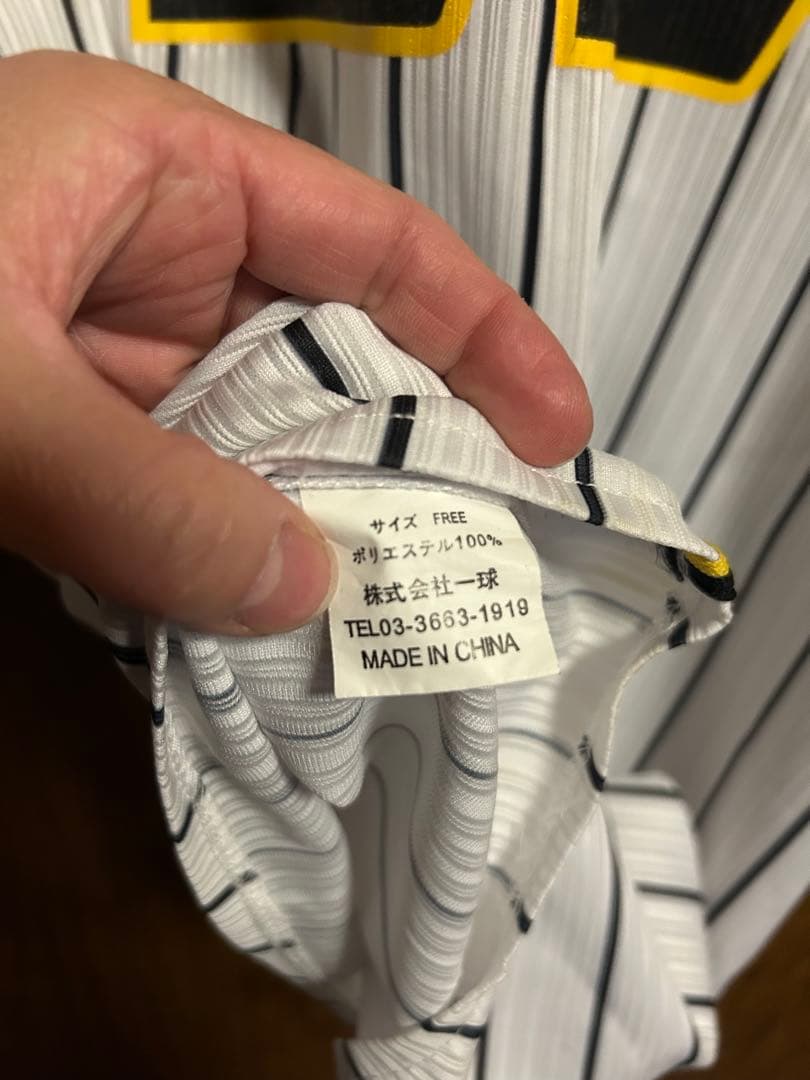 サイズ FREE
ポリエステル100%
株式会社一球
TEL03-3663-1919
MADE IN CHINA